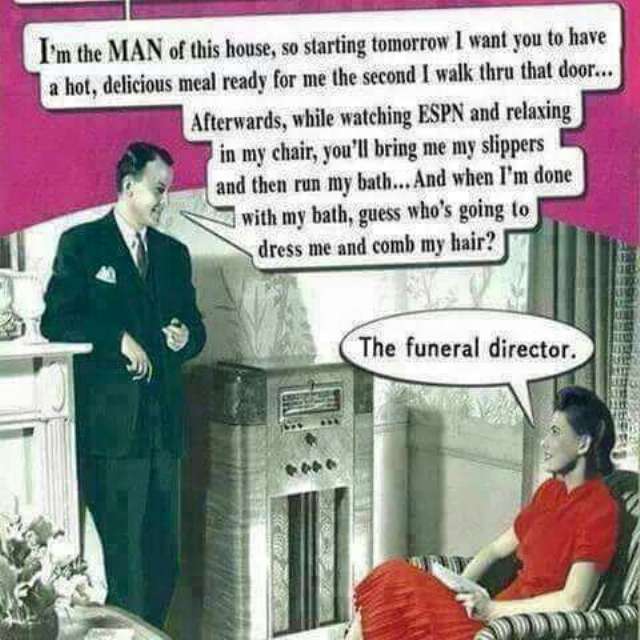 I'm the MAN of this house, so starting tomorrow I want you to have
a hot, delicious meal ready for me the second I walk thru that door...
Afterwards, while watching ESPN and relaxing
in my chair, you'll bring me my slippers
and then run my bath... And when I'm done
with my bath, guess who's going to
dress me and comb my hair?
The funeral director.